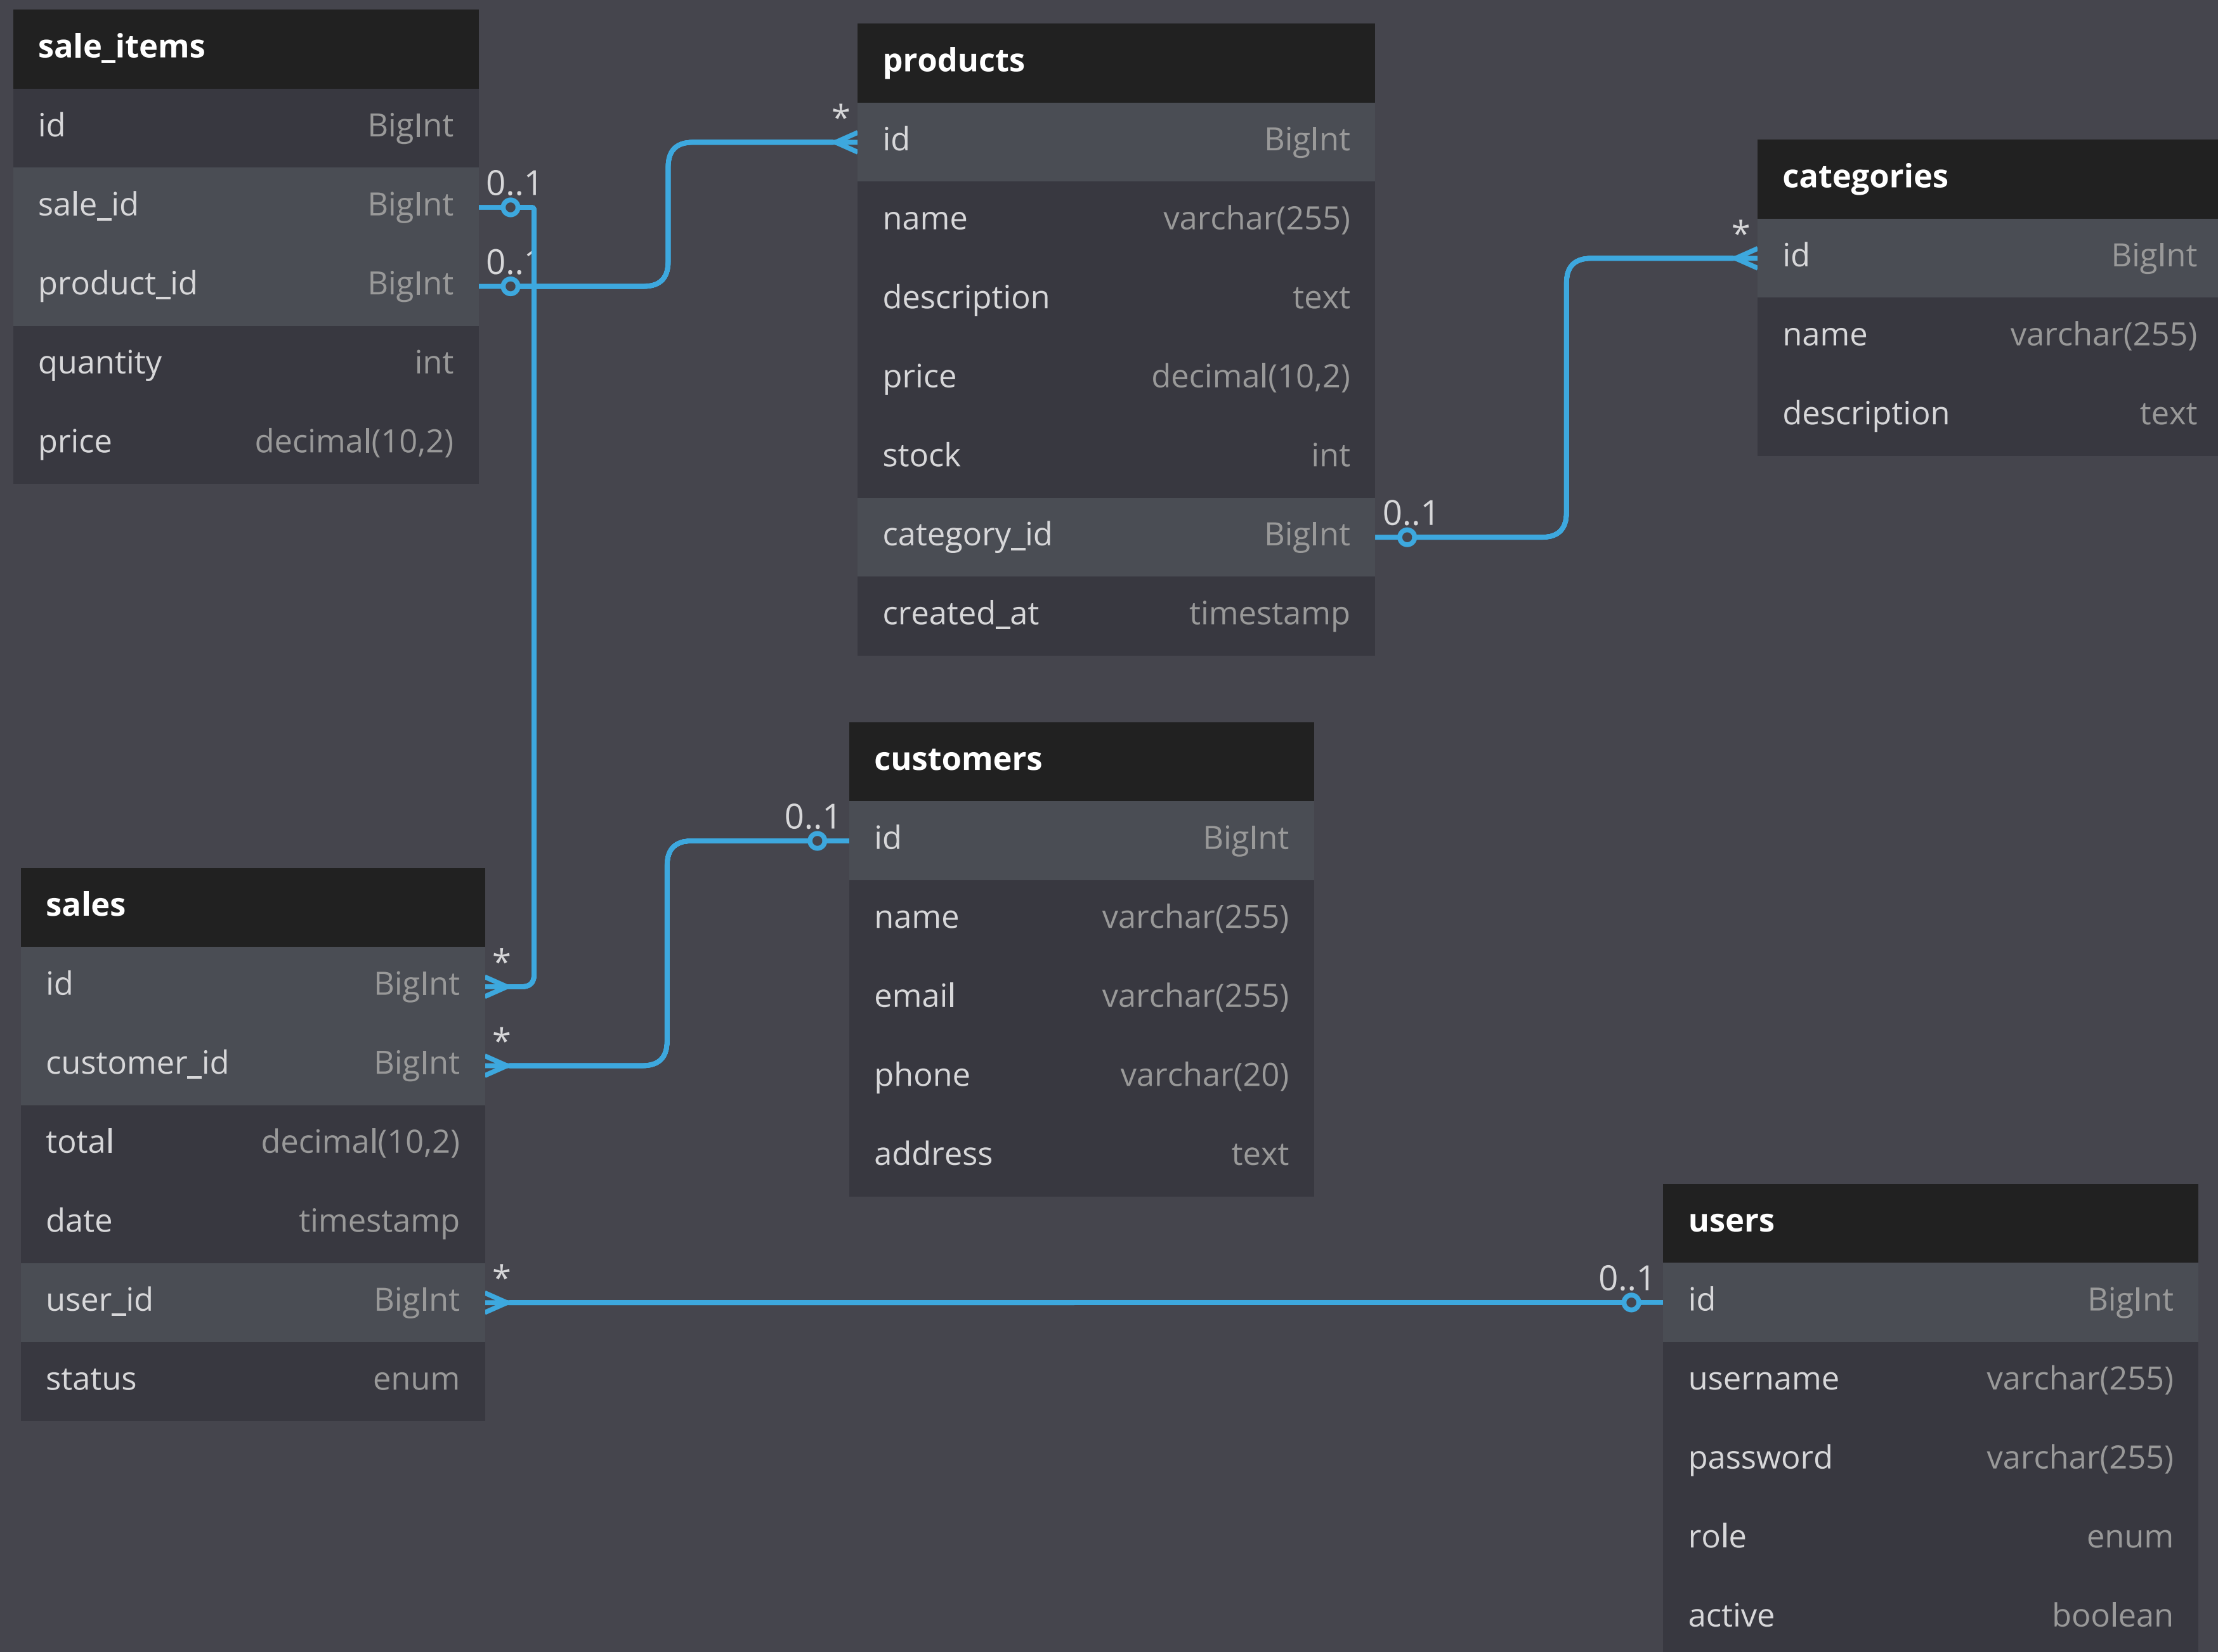 sale_items
id BigInt
0..1
sale_id BigInt
0..1
product_id BigInt
quantity int
price decimal(10,2)
products
*
id BigInt
name varchar(255)
description text
price decimal(10,2)
stock int
0..1
category_id BigInt
created_at timestamp
categories
*
id BigInt
name varchar(255)
description text
customers
0..1
id BigInt
name varchar(255)
email varchar(255)
phone varchar(20)
address text
sales
*
id BigInt
*
customer_id BigInt
total decimal(10,2)
date timestamp
*
user_id BigInt
status enum
users
0..1
id BigInt
username varchar(255)
password varchar(255)
role enum
active boolean